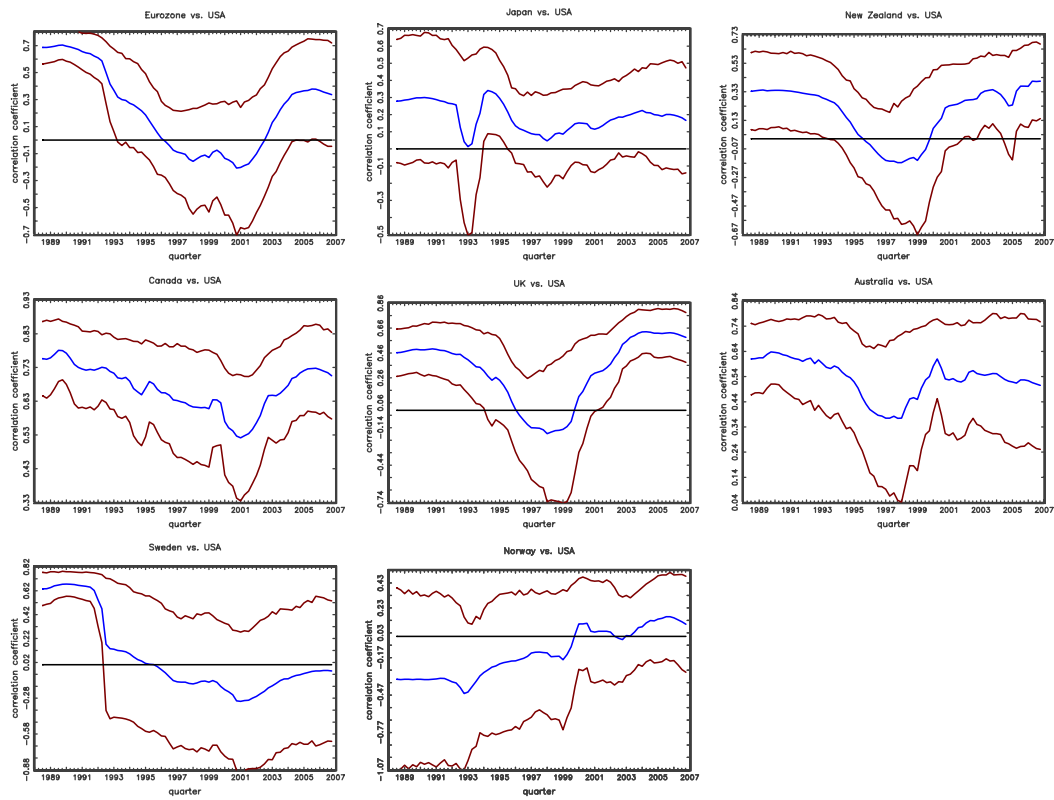 Eurozone vs. USA
correlation coefficient
−0.7 −0.5 −0.3 −0.1 0.1 0.3 0.5 0.7
1989 1991 1993 1995 1997 1999 2001 2003 2005 2007
quarter
Japan vs. USA
correlation coefficient
−0.5 −0.3 −0.1 0.1 0.3 0.5 0.7
1989 1991 1993 1995 1997 1999 2001 2003 2005 2007
quarter
New Zealand vs. USA
correlation coefficient
−0.67 −0.47 −0.27 −0.07 0.13 0.33 0.53 0.73
1989 1991 1993 1995 1997 1999 2001 2003 2005 2007
quarter
Canada vs. USA
correlation coefficient
0.33 0.43 0.53 0.63 0.73 0.83 0.93
1989 1991 1993 1995 1997 1999 2001 2003 2005 2007
quarter
UK vs. USA
correlation coefficient
−0.74 −0.44 −0.14 0.06 0.26 0.46 0.66 0.86
1989 1991 1993 1995 1997 1999 2001 2003 2005 2007
quarter
Australia vs. USA
correlation coefficient
0.04 0.14 0.24 0.34 0.44 0.54 0.64 0.74 0.84
1989 1991 1993 1995 1997 1999 2001 2003 2005 2007
quarter
Sweden vs. USA
correlation coefficient
−0.88 −0.58 −0.28 0.02 0.22 0.42 0.62 0.82
1989 1991 1993 1995 1997 1999 2001 2003 2005 2007
quarter
Norway vs. USA
correlation coefficient
−1.07 −0.77 −0.47 −0.17 0.03 0.23 0.43
1989 1991 1993 1995 1997 1999 2001 2003 2005 2007
quarter